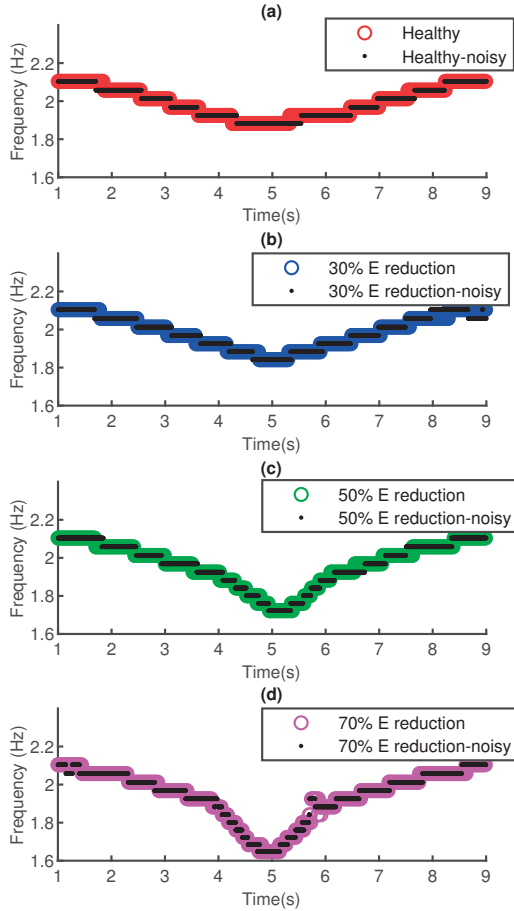 (a)
Healthy
Healthy-noisy
Frequency (Hz)
2.2
2
1.8
1.6
1 2 3 4 5 6 7 8 9
Time(s)
(b)
30% E reduction
30% E reduction-noisy
Frequency (Hz)
2.2
2
1.8
1.6
1 2 3 4 5 6 7 8 9
Time(s)
(c)
50% E reduction
50% E reduction-noisy
Frequency (Hz)
2.2
2
1.8
1.6
1 2 3 4 5 6 7 8 9
Time(s)
(d)
70% E reduction
70% E reduction-noisy
Frequency (Hz)
2.2
2
1.8
1.6
1 2 3 4 5 6 7 8 9
Time(s)